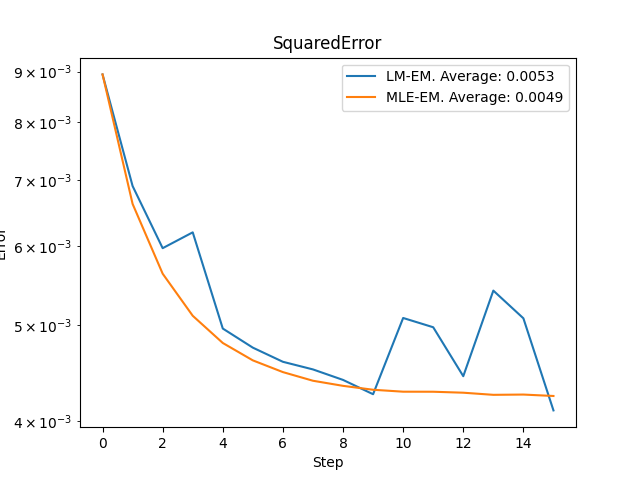 SquaredError
LM-EM. Average: 0.0053
MLE-EM. Average: 0.0049
9 × 10⁻³
8 × 10⁻³
7 × 10⁻³
6 × 10⁻³
5 × 10⁻³
4 × 10⁻³
Error
0 2 4 6 8 10 12 14
Step